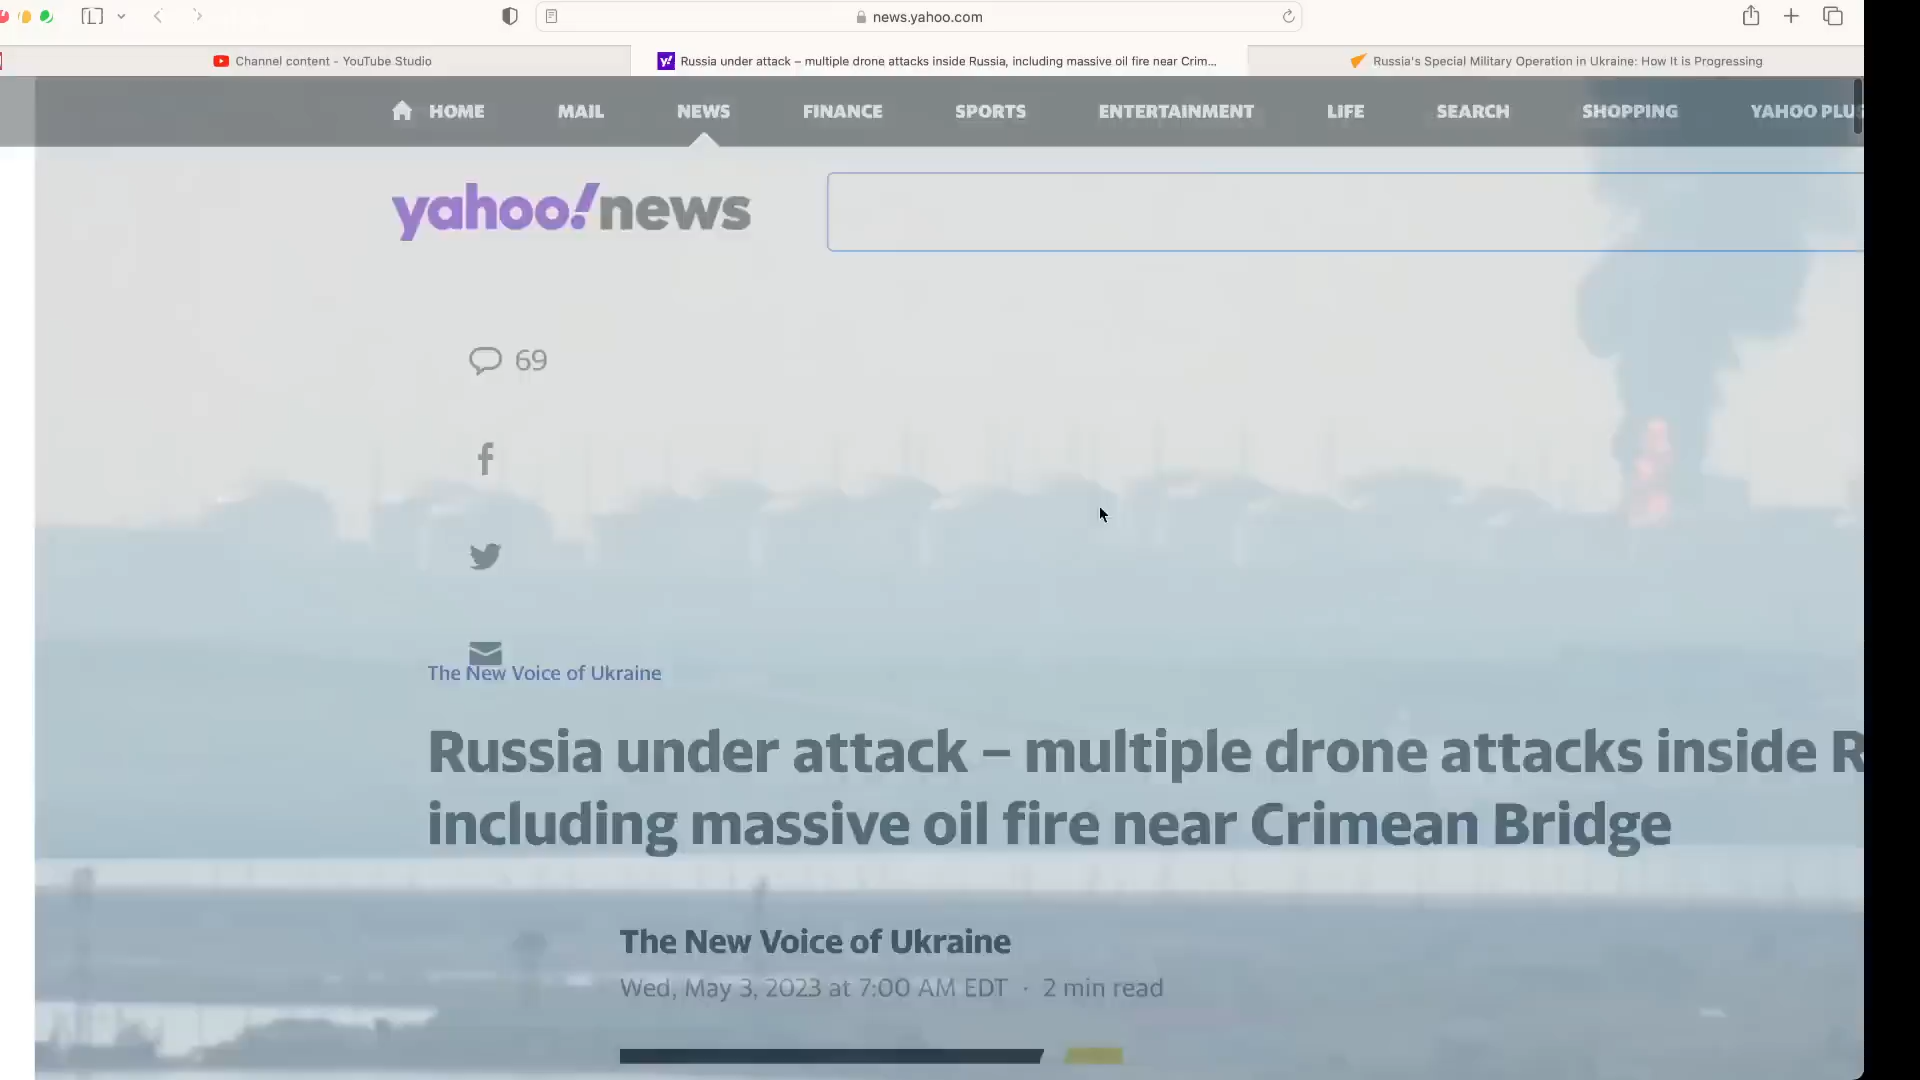 news.yahoo.com
Channel content - YouTube Studio
y! Russia under attack – multiple drone attacks inside Russia, including massive oil fire near Crim...
Russia's Special Military Operation in Ukraine: How It is Progressing
HOME MAIL NEWS FINANCE SPORTS ENTERTAINMENT LIFE SEARCH SHOPPING YAHOO PLUS
yahoo!news
69
The New Voice of Ukraine
Russia under attack – multiple drone attacks inside R
including massive oil fire near Crimean Bridge
The New Voice of Ukraine
Wed, May 3, 2023 at 7:00 AM EDT · 2 min read